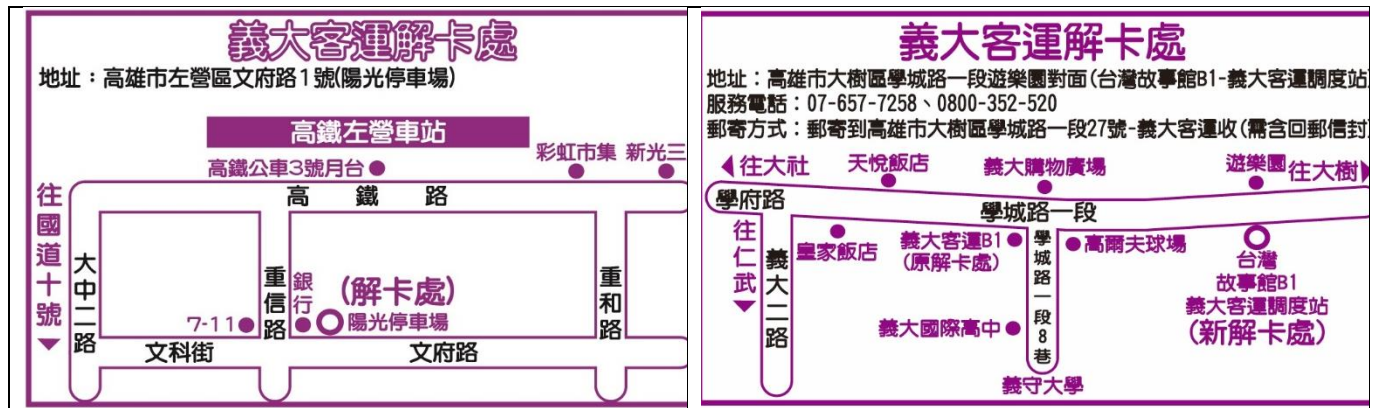 義大客運解卡處
地址：高雄市左營區文府路1號(陽光停車場)
高鐵左營車站
高鐵公車3號月台
彩虹市集
新光三
高鐵路
往國道十號
大中二路
重信路
銀行
(解卡處)
陽光停車場
重和路
7-11
文科街
文府路
義大客運解卡處
地址：高雄市大樹區學城路一段遊樂園對面(台灣故事館B1-義大客運調度站
服務電話：07-657-7258、0800-352-520
郵寄方式：郵寄到高雄市大樹區學城路一段27號-義大客運收(需含回郵信封
往大社
天悅飯店
義大購物廣場
遊樂園
往大樹
學府路
學城路一段
往仁武
義大二路
皇家飯店
義大客運B1
(原解卡處)
學城路一段8巷
高爾夫球場
台灣
故事館B1
義大客運調度站
(新解卡處)
義大國際高中
義守大學